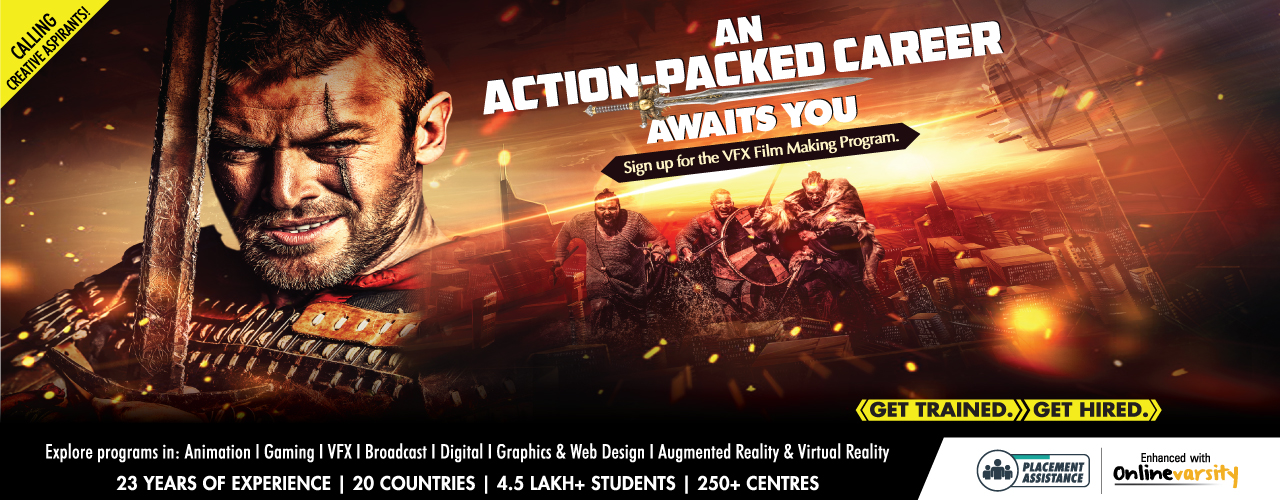 CALLING
CREATIVE ASPIRANTS!
AN
ACTION-PACKED CAREER
AWAITS YOU
Sign up for the VFX Film Making Program.
GET TRAINED. GET HIRED.
Explore programs in: Animation I Gaming I VFX I Broadcast I Digital I Graphics & Web Design I Augmented Reality & Virtual Reality
23 YEARS OF EXPERIENCE | 20 COUNTRIES | 4.5 LAKH+ STUDENTS | 250+ CENTRES
PLACEMENT
ASSISTANCE
Enhanced with
Onlinevarsity